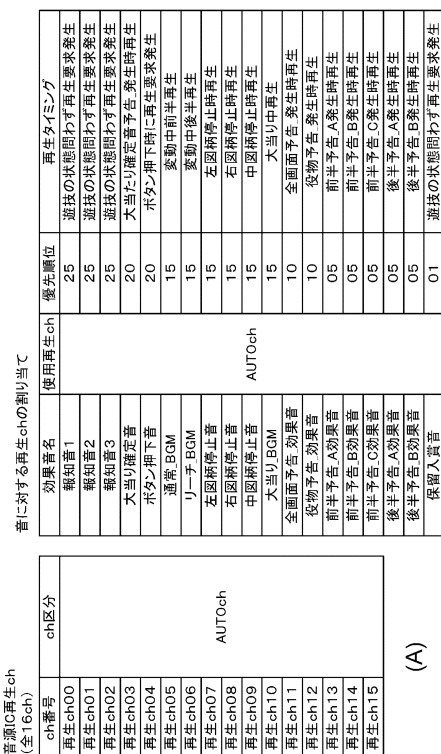 音源IC再生ch
(全16ch)
ch番号 ch区分
再生ch00
再生ch01
再生ch02
再生ch03
再生ch04
再生ch05
再生ch06
再生ch07
再生ch08
再生ch09
再生ch10
再生ch11
再生ch12
再生ch13
再生ch14
再生ch15
AUTOch
(A)
音に対する再生chの割り当て
効果音名 使用再生ch 優先順位 再生タイミング
報知音1 25 遊技の状態問わず再生要求発生
報知音2 25 遊技の状態問わず再生要求発生
報知音3 25 遊技の状態問わず再生要求発生
大当り確定音 20 大当たり確定音予告_発生時再生
ボタン押下音 20 ボタン押下時に再生要求発生
通常_BGM 15 変動中前半再生
リーチ_BGM 15 変動中後半再生
左図柄停止音 15 左図柄停止時再生
右図柄停止音 15 右図柄停止時再生
中図柄停止音 15 中図柄停止時再生
大当り_BGM 15 大当り中再生
全画面予告_効果音 10 全画面予告_発生時再生
役物予告_効果音 10 役物予告_発生時再生
前半予告_A効果音 05 前半予告_A発生時再生
前半予告_B効果音 05 前半予告_B発生時再生
前半予告_C効果音 05 前半予告_C発生時再生
後半予告_A効果音 05 後半予告_A発生時再生
後半予告_B効果音 05 後半予告_B発生時再生
保留入賞音 01 遊技の状態問わず再生要求発生
AUTOch